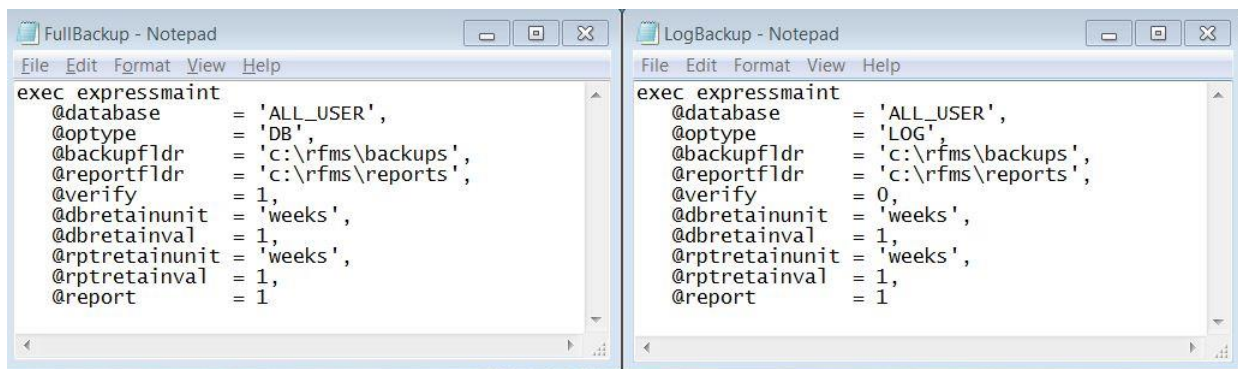 FullBackup - Notepad
File Edit Format View Help
exec expressmaint
@database = 'ALL_USER',
@optype = 'DB',
@backupfldr = 'c:\rfms\backups',
@reportfldr = 'c:\rfms\reports',
@verify = 1,
@dbretainunit = 'weeks',
@dbretainval = 1,
@rptretainunit = 'weeks',
@rptretainval = 1,
@report = 1
LogBackup - Notepad
File Edit Format View Help
exec expressmaint
@database = 'ALL_USER',
@optype = 'LOG',
@backupfldr = 'c:\rfms\backups',
@reportfldr = 'c:\rfms\reports',
@verify = 0,
@dbretainunit = 'weeks',
@dbretainval = 1,
@rptretainunit = 'weeks',
@rptretainval = 1,
@report = 1